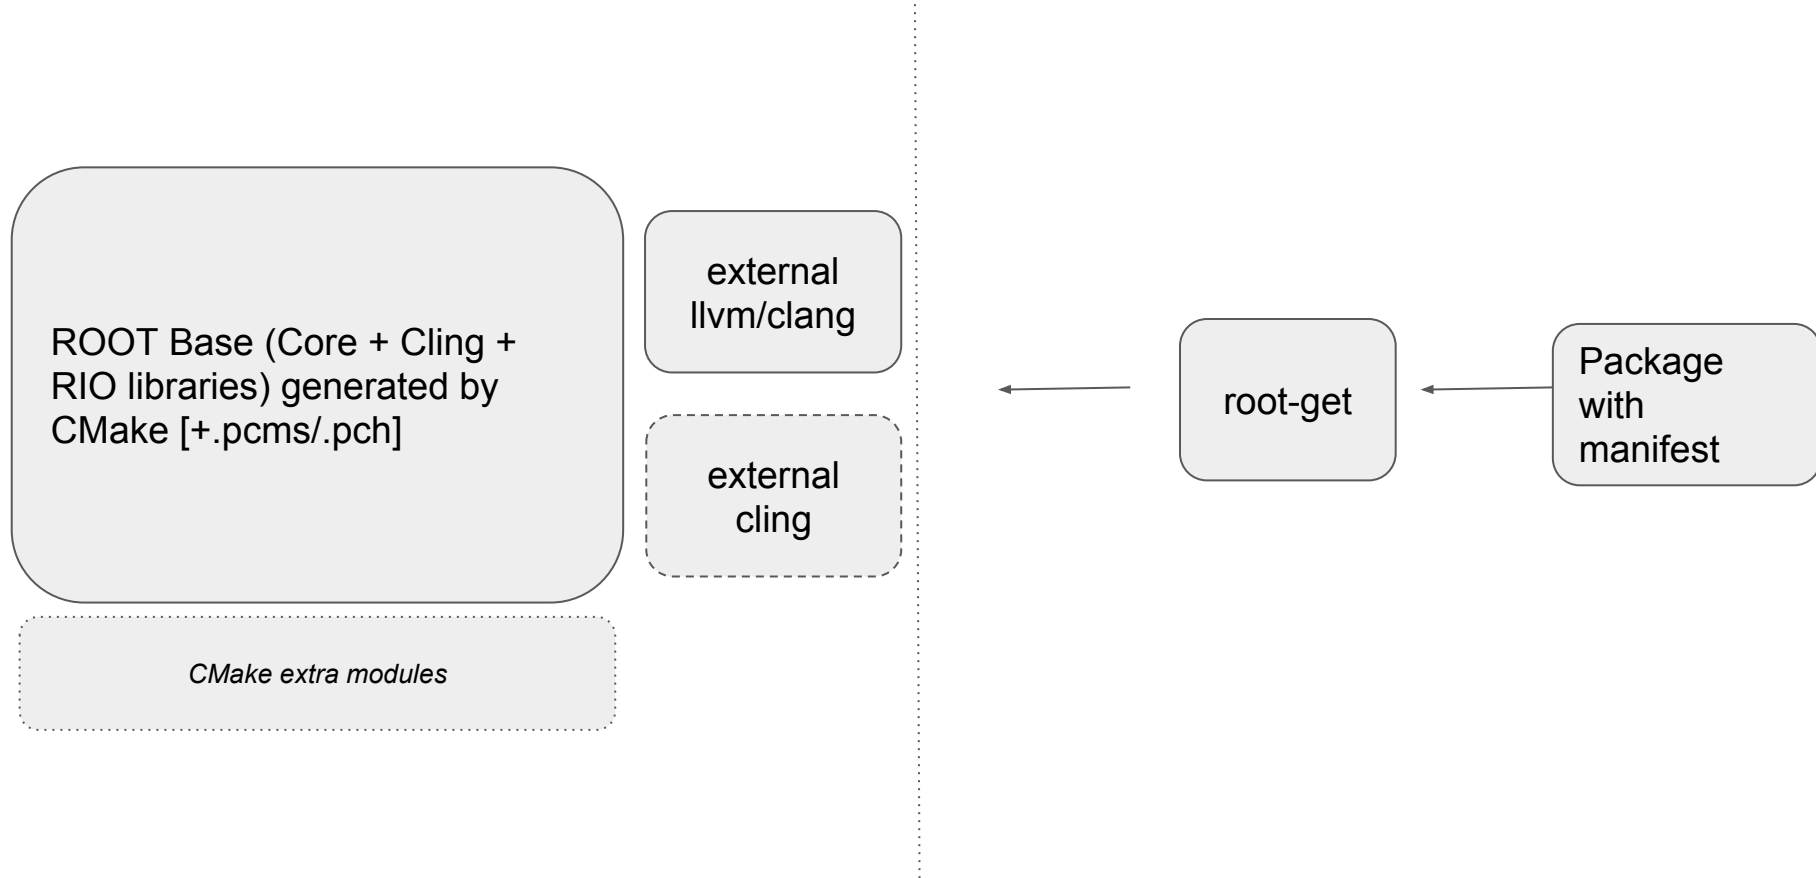 ROOT Base (Core + Cling +
RIO libraries) generated by
CMake [+.pcms/.pch]
external
llvm/clang
external
cling
CMake extra modules
root-get
Package
with
manifest